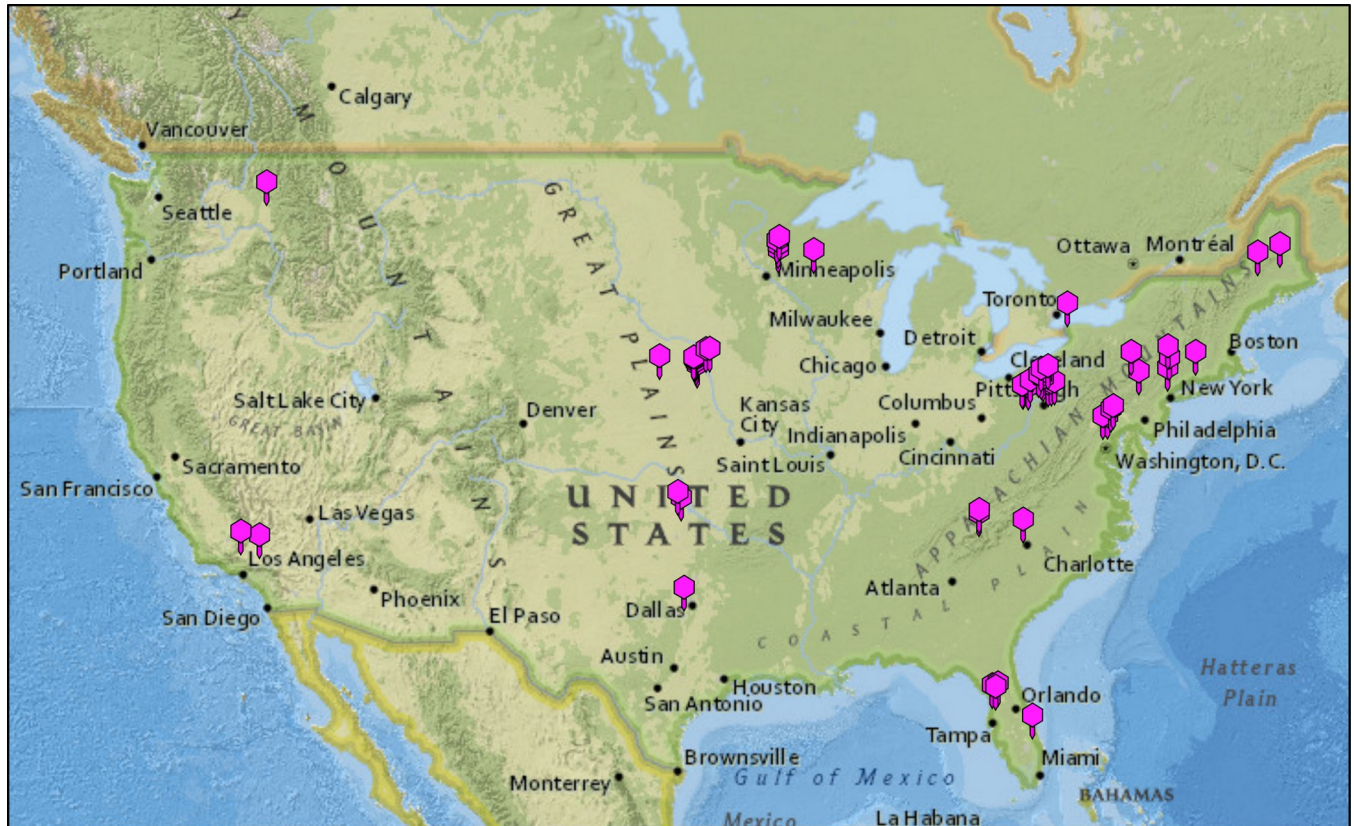 Calgary
Vancouver
Seattle
Portland
GREAT
PLAINS
Ottawa
Montréal
Minneapolis
Toronto
Milwaukee
Detroit
Boston
Chicago
Cleveland
New York
Salt Lake City
GREAT BASIN
Denver
Kansas
City
Columbus
Philadelphia
Indianapolis
Sacramento
Saint Louis
Cincinnati
Washington, D.C.
San Francisco
Las Vegas
UNITED
STATES
APPALACHIAN MOUNTAINS
Los Angeles
Charlotte
Phoenix
Atlanta
Dallas
San Diego
El Paso
COASTAL PLAIN
Austin
Houston
San Antonio
Orlando
Hatteras
Plain
Tampa
Brownsville
Miami
Monterrey
Gulf of Mexico
BAHAMAS
Mexico
La Habana